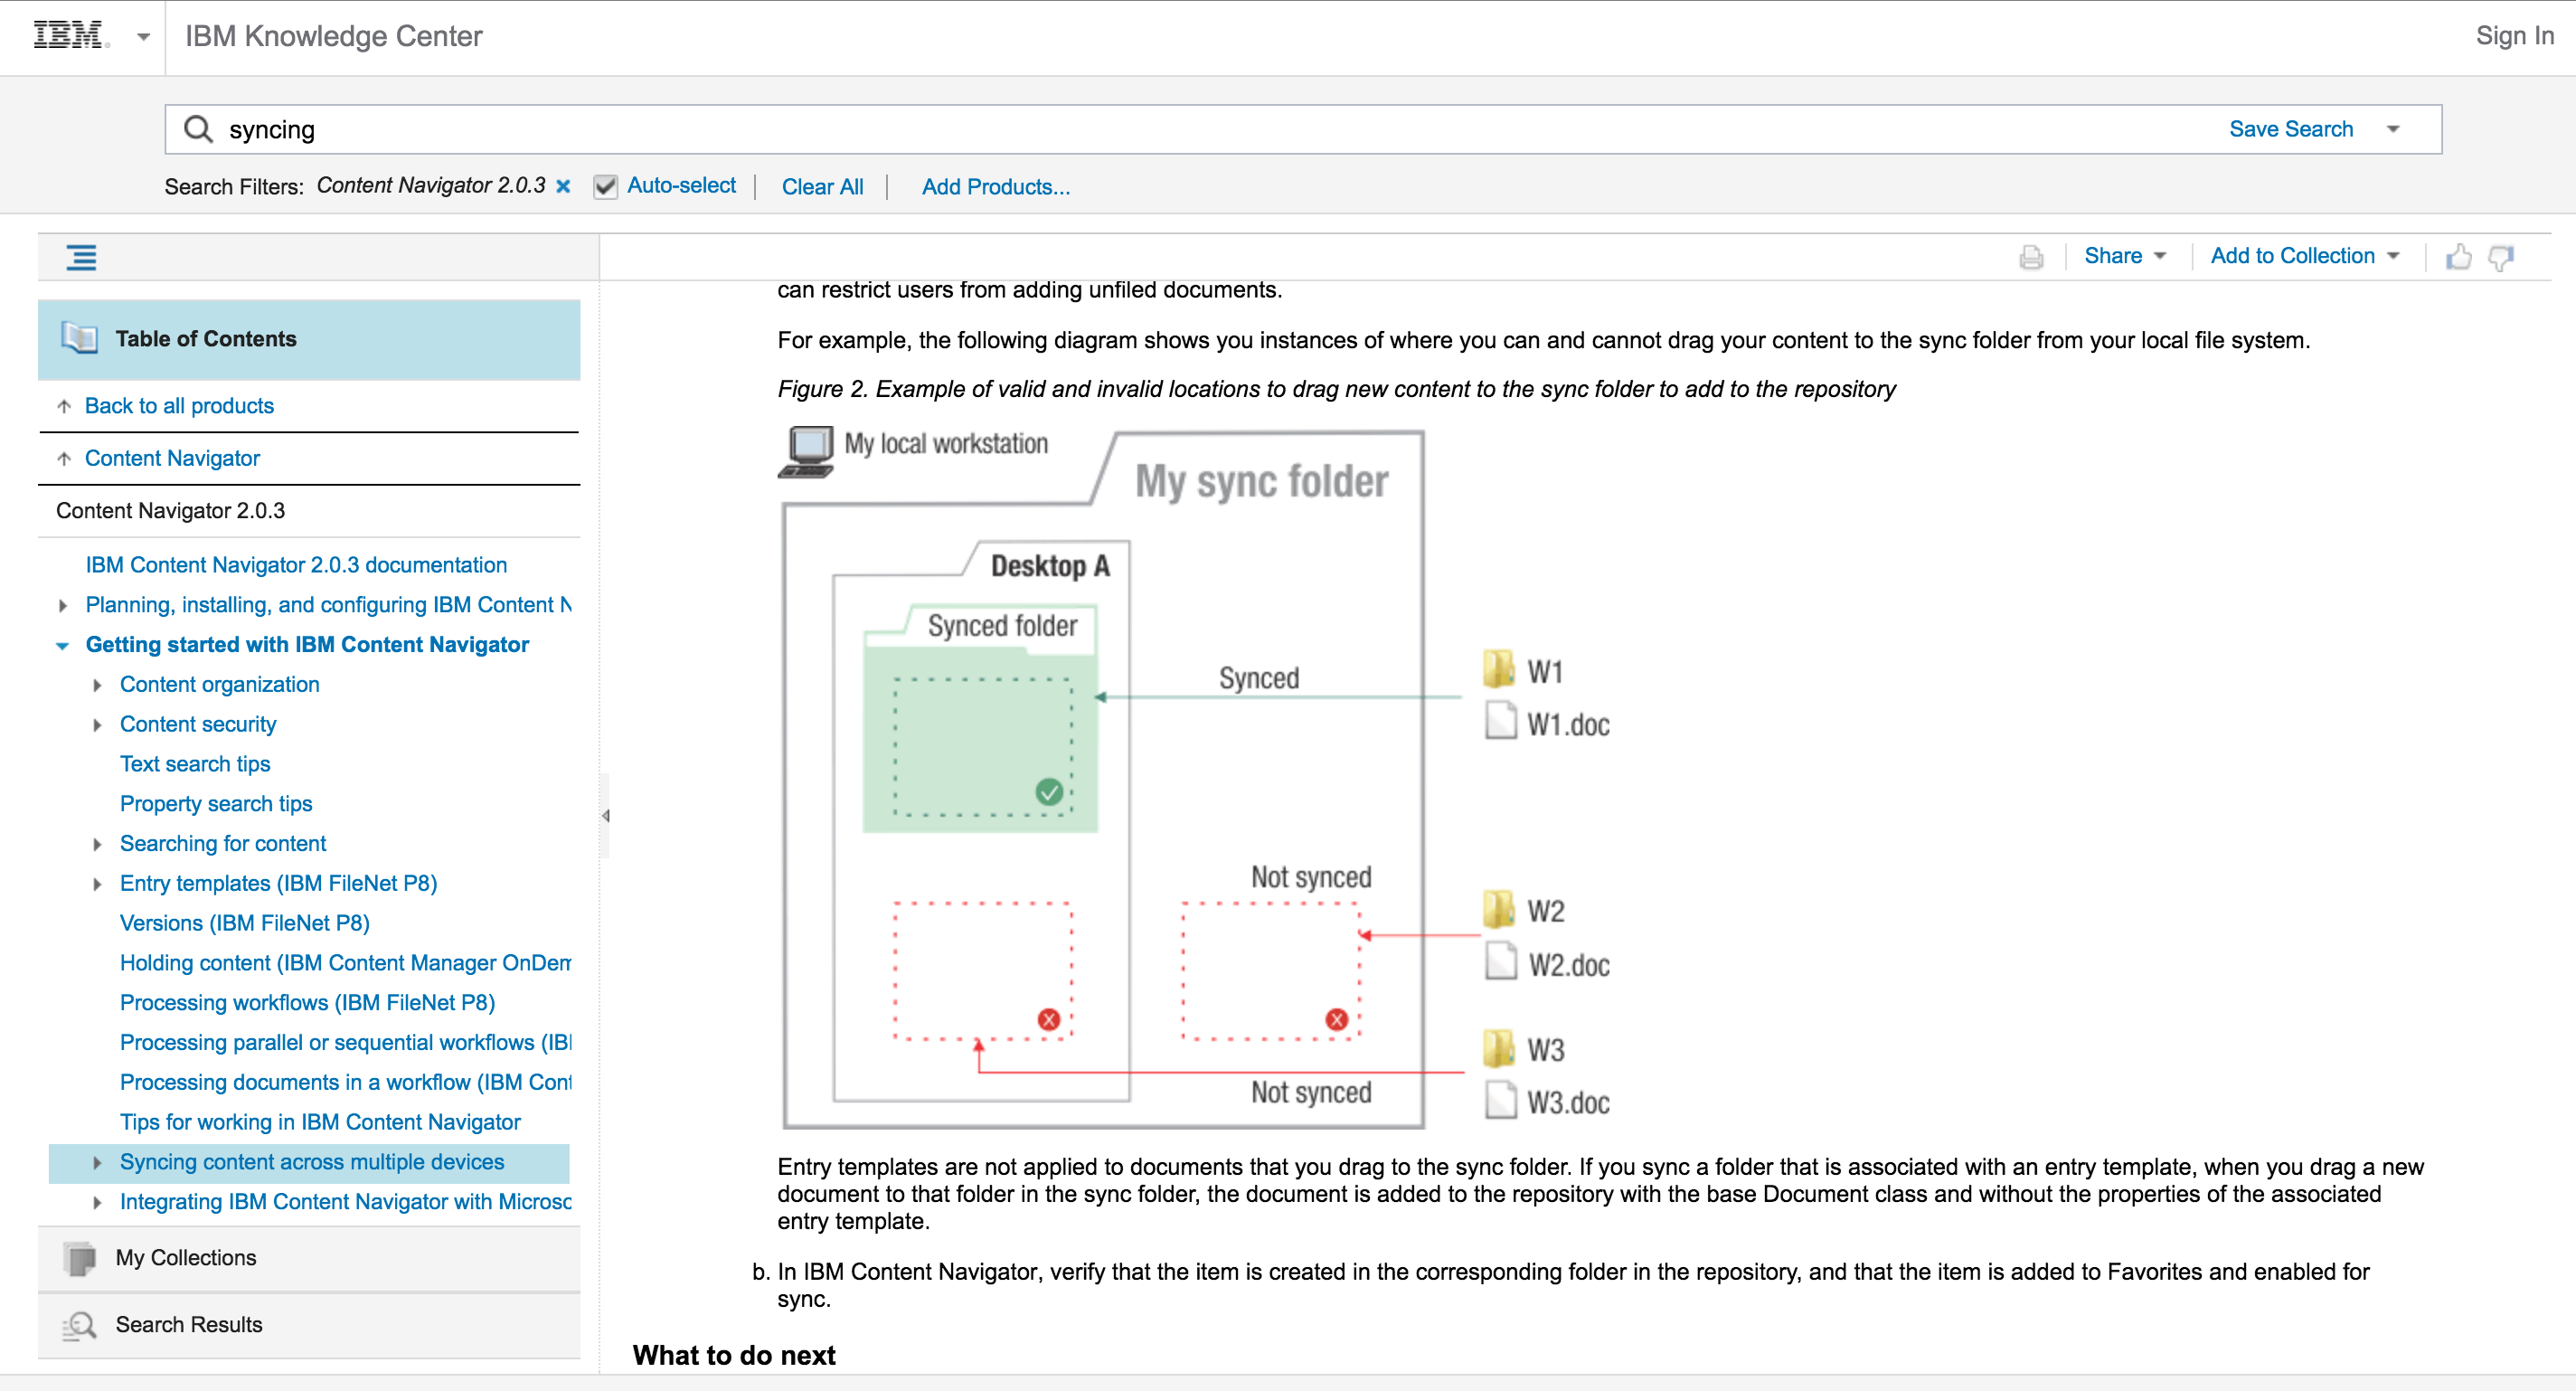 IBM
IBM Knowledge Center
Sign In
syncing
Save Search
Search Filters: Content Navigator 2.0.3 Auto-select | Clear All | Add Products...
Share
Add to Collection
Table of Contents
Back to all products
Content Navigator
Content Navigator 2.0.3
IBM Content Navigator 2.0.3 documentation
Planning, installing, and configuring IBM Content N
Getting started with IBM Content Navigator
Content organization
Content security
Text search tips
Property search tips
Searching for content
Entry templates (IBM FileNet P8)
Versions (IBM FileNet P8)
Holding content (IBM Content Manager OnDem
Processing workflows (IBM FileNet P8)
Processing parallel or sequential workflows (IBM
Processing documents in a workflow (IBM Cont
Tips for working in IBM Content Navigator
Syncing content across multiple devices
Integrating IBM Content Navigator with Microsc
My Collections
Search Results
can restrict users from adding unfiled documents.
For example, the following diagram shows you instances of where you can and cannot drag your content to the sync folder from your local file system.
Figure 2. Example of valid and invalid locations to drag new content to the sync folder to add to the repository
My local workstation
My sync folder
Desktop A
Synced folder
Synced
W1
W1.doc
Not synced
W2
W2.doc
W3
Not synced
W3.doc
Entry templates are not applied to documents that you drag to the sync folder. If you sync a folder that is associated with an entry template, when you drag a new
document to that folder in the sync folder, the document is added to the repository with the base Document class and without the properties of the associated
entry template.
b. In IBM Content Navigator, verify that the item is created in the corresponding folder in the repository, and that the item is added to Favorites and enabled for
sync.
What to do next